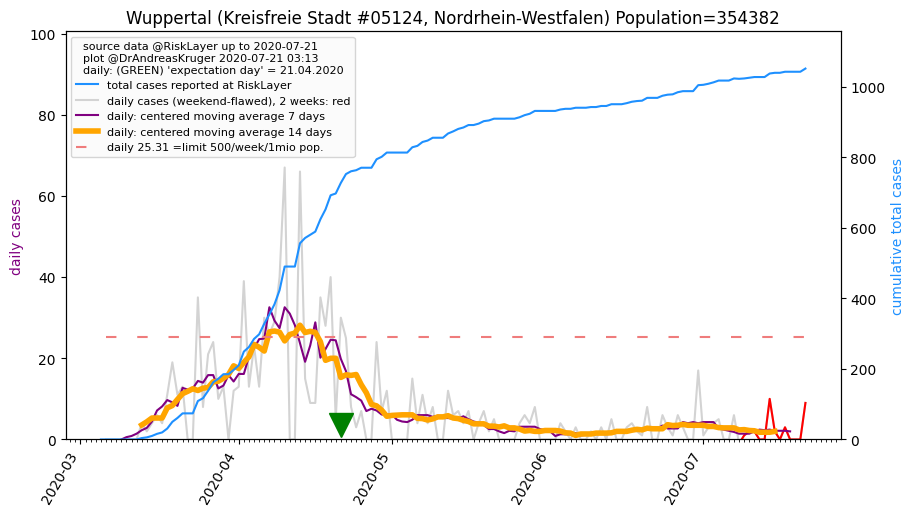 Wuppertal (Kreisfreie Stadt #05124, Nordrhein-Westfalen) Population=354382
source data @RiskLayer up to 2020-07-21
plot @DrAndreasKruger 2020-07-21 03:13
daily: (GREEN) 'expectation day' = 21.04.2020
total cases reported at RiskLayer
daily cases (weekend-flawed), 2 weeks: red
daily: centered moving average 7 days
daily: centered moving average 14 days
daily 25.31 =limit 500/week/1mio pop.
daily cases
100
80
60
40
20
0
cumulative total cases
1000
800
600
400
200
0
2020-03
2020-04
2020-05
2020-06
2020-07